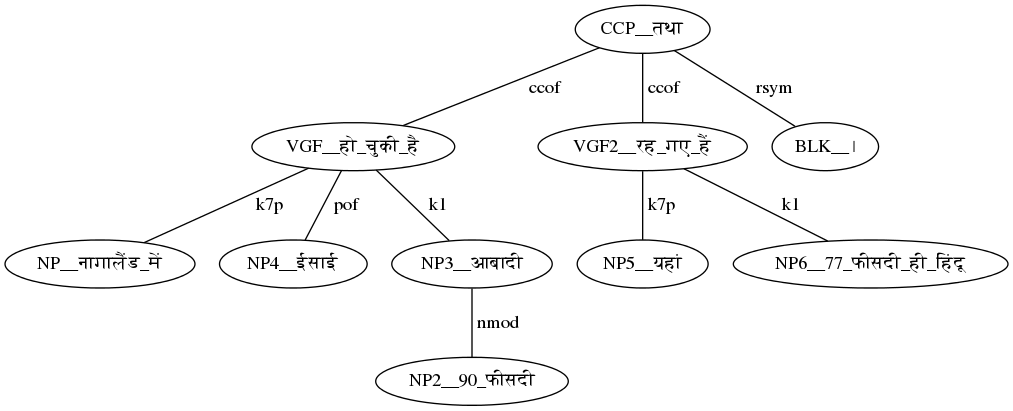 CCP__तथा
ccof ccof rsym
VGF__हो_चुकी_है VGF2__रह_गए_हैं BLK__।
k7p pof k1 k7p k1
NP__नागालैंड_में NP4__ईसाई NP3__आबादी NP5__यहां NP6__77_फीसदी_ही_हिंदू
nmod
NP2__90_फीसदी